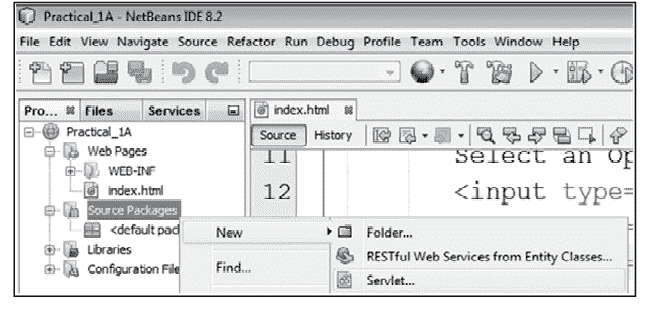 Practical_1A - NetBeans IDE 8.2
File Edit View Navigate Source Refactor Run Debug Profile Team Tools Window Help
Pro... Files Services
index.html
Practical_1A
Web Pages
WEB-INF
index.html
Source Packages
<default pac
Libraries
Configuration File
Source History
11 Select an Op
12 <input type=
New
Find...
Folder...
RESTful Web Services from Entity Classes...
Servlet...